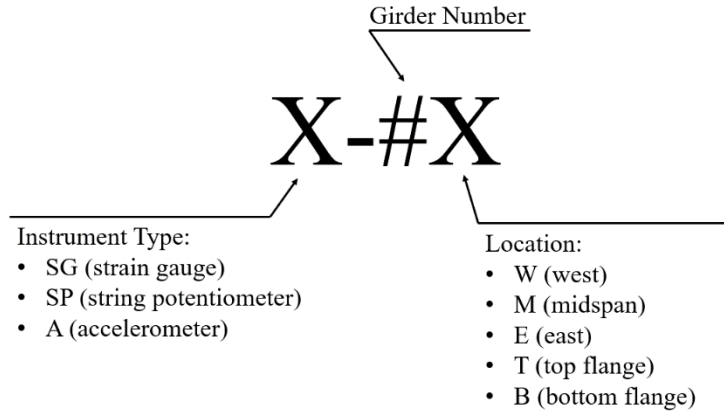 Girder Number
X-#X
Instrument Type:
• SG (strain gauge)
• SP (string potentiometer)
• A (accelerometer)
Location:
• W (west)
• M (midspan)
• E (east)
• T (top flange)
• B (bottom flange)